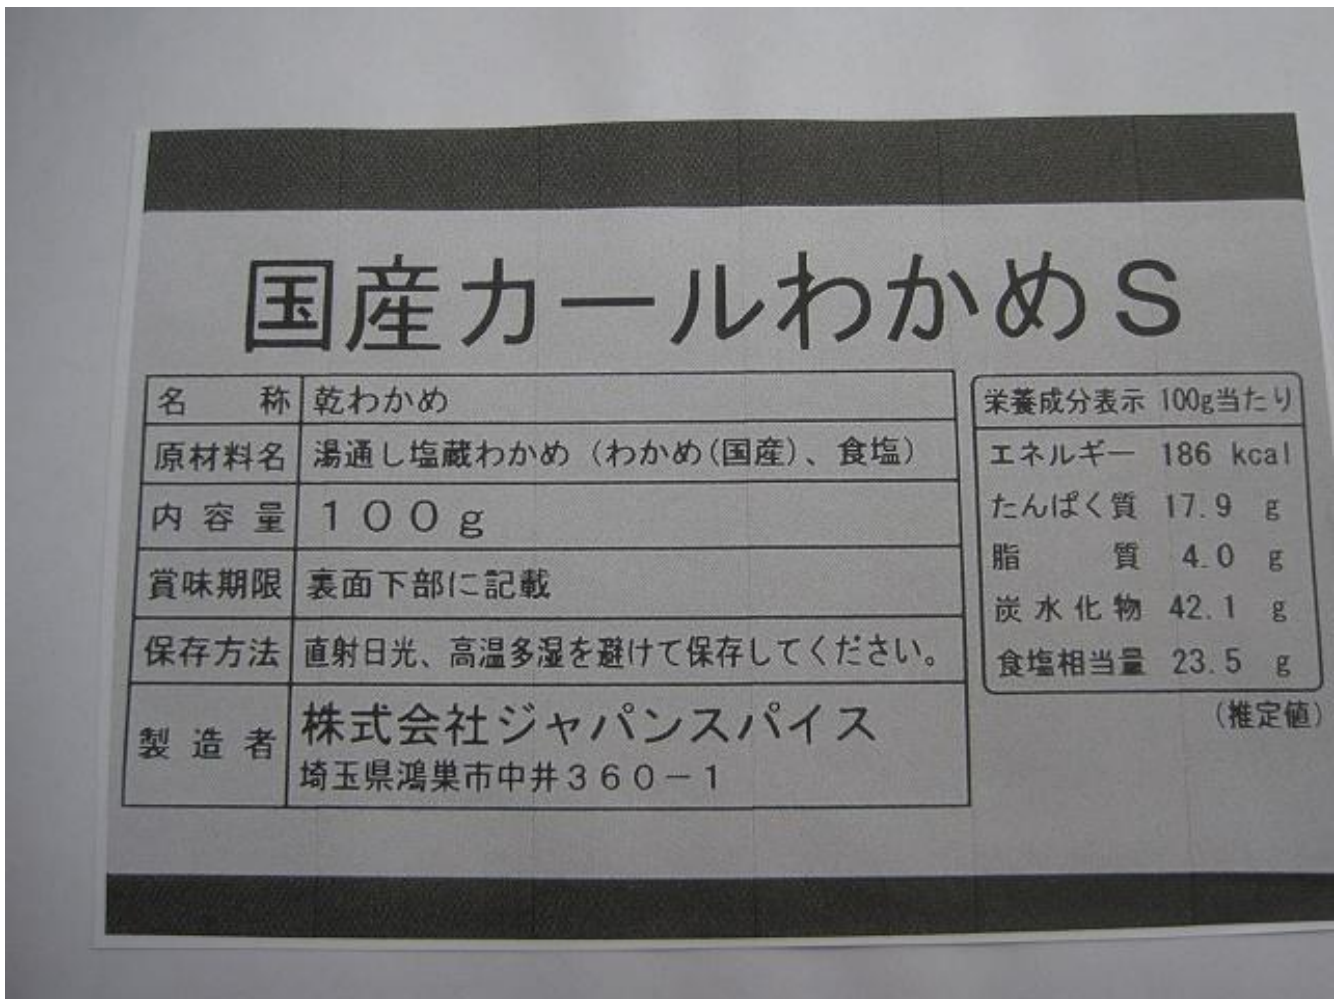 国産カールわかめS
名称 乾わかめ
原材料名 湯通し塩蔵わかめ（わかめ(国産)、食塩）
内容量 １００ｇ
賞味期限 裏面下部に記載
保存方法 直射日光、高温多湿を避けて保存してください。
製造者 株式会社ジャパンスパイス
埼玉県鴻巣市中井３６０－１
栄養成分表示 100g当たり
エネルギー 186 kcal
たんぱく質 17.9 g
脂質 4.0 g
炭水化物 42.1 g
食塩相当量 23.5 g
（推定値）